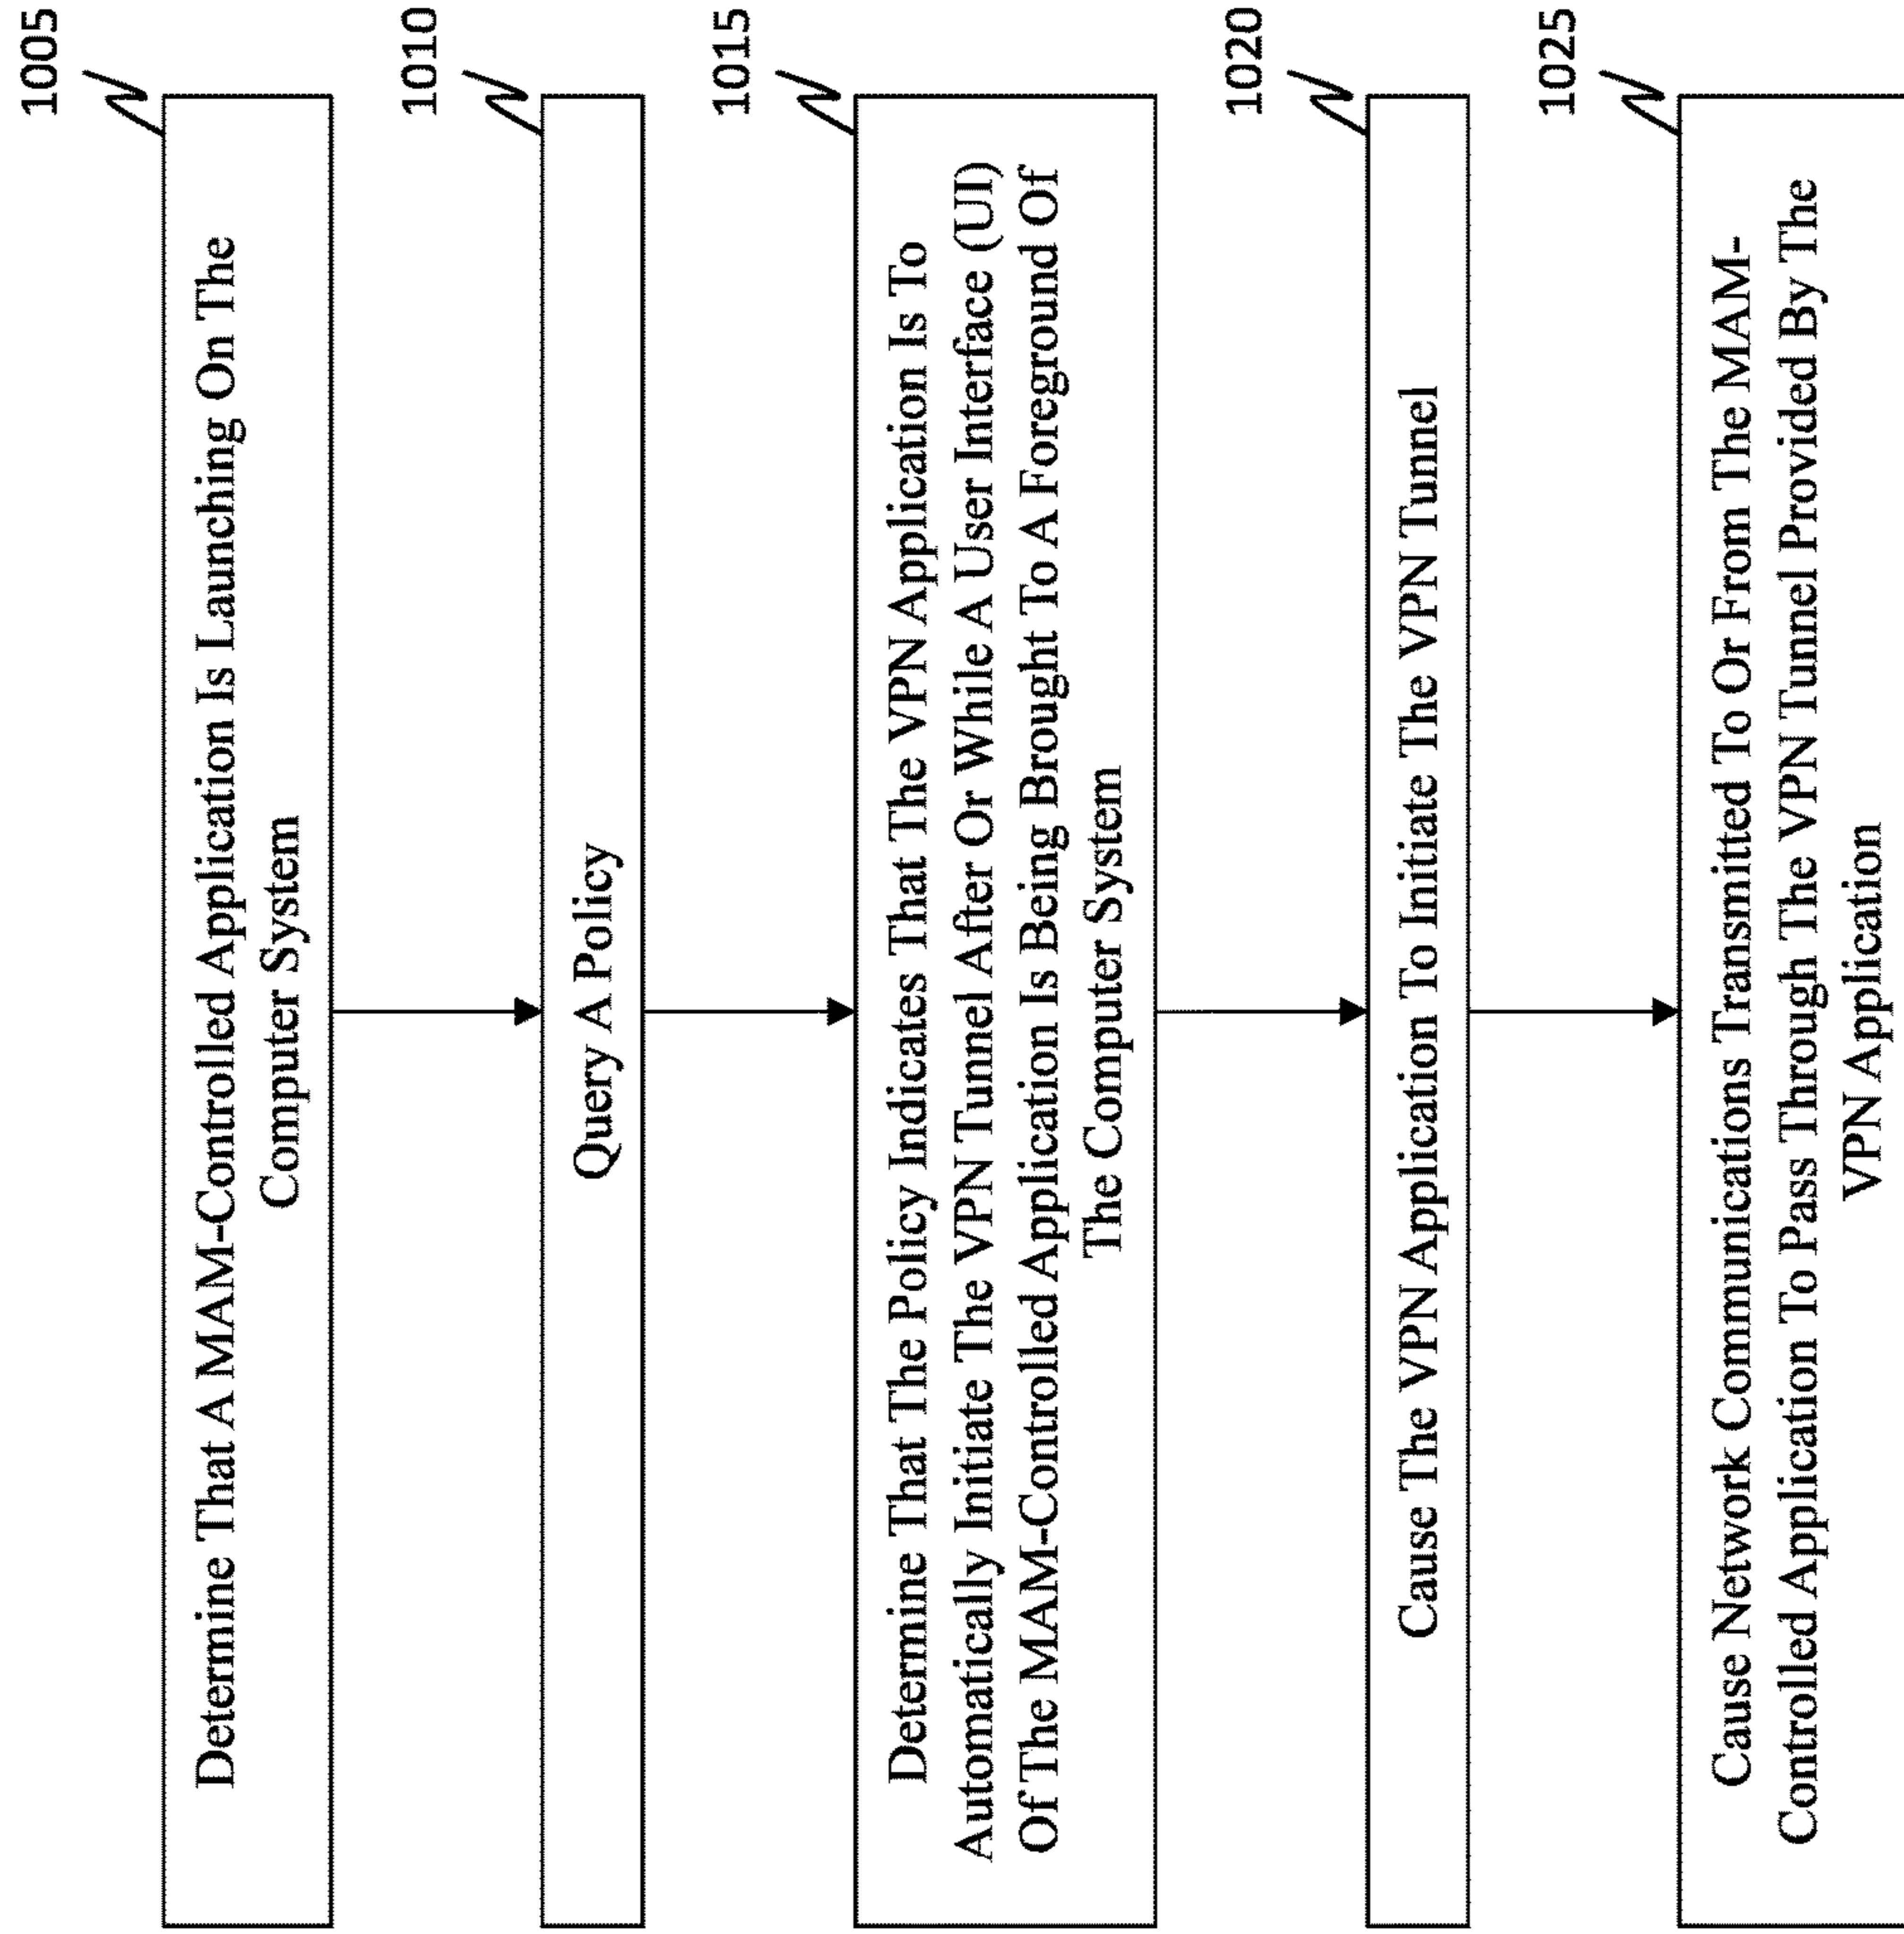 1005
Determine That A MAM-Controlled Application Is Launching On The
Computer System
1010
Query A Policy
1015
Determine That The Policy Indicates That The VPN Application Is To
Automatically Initiate The VPN Tunnel After Or While A User Interface (UI)
Of The MAM-Controlled Application Is Being Brought To A Foreground Of
The Computer System
1020
Cause The VPN Application To Initiate The VPN Tunnel
1025
Cause Network Communications Transmitted To Or From The MAM-
Controlled Application To Pass Through The VPN Tunnel Provided By The
VPN Application